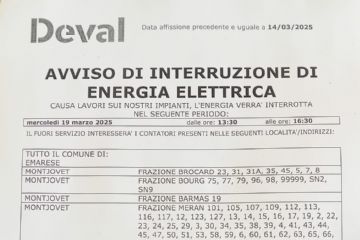 Deval
Data affissione precedente e uguale a 14/03/2025
AVVISO DI INTERRUZIONE DI
ENERGIA ELETTRICA
CAUSA LAVORI SUI NOSTRI IMPIANTI, L'ENERGIA VERRA' INTERROTTA
NEL SEGUENTE PERIODO:
mercoledì 19 marzo 2025 dalle ore: 13:30 alle ore: 16:30
IL FUORI SERVIZIO INTERESSERA' I CONTATORI PRESENTI NELLE SEGUENTI LOCALITA'/INDIRIZZI:
TUTTO IL COMUNE DI:
EMARESE
MONTJOVET FRAZIONE BROCARD 23, 31, 31A, 35, 45, 5, 7, 8
MONTJOVET FRAZIONE BOURG 75, 77, 79, 96, 98, 99999, SN2,
SN9
MONTJOVET FRAZIONE BARMAS 19
MONTJOVET FRAZIONE MERAN 101, 105, 107, 109, 112, 113,
116, 117, 12, 123, 127, 13, 14, 15, 16, 17, 19, 2, 22,
23, 24, 25, 29, 3, 30, 34, 35, 38, 39, 4, 41, 43, 44,
45, 47, 50, 51, 53, 58, 59, 6, 60, 61, 62, 63, 65, 66,